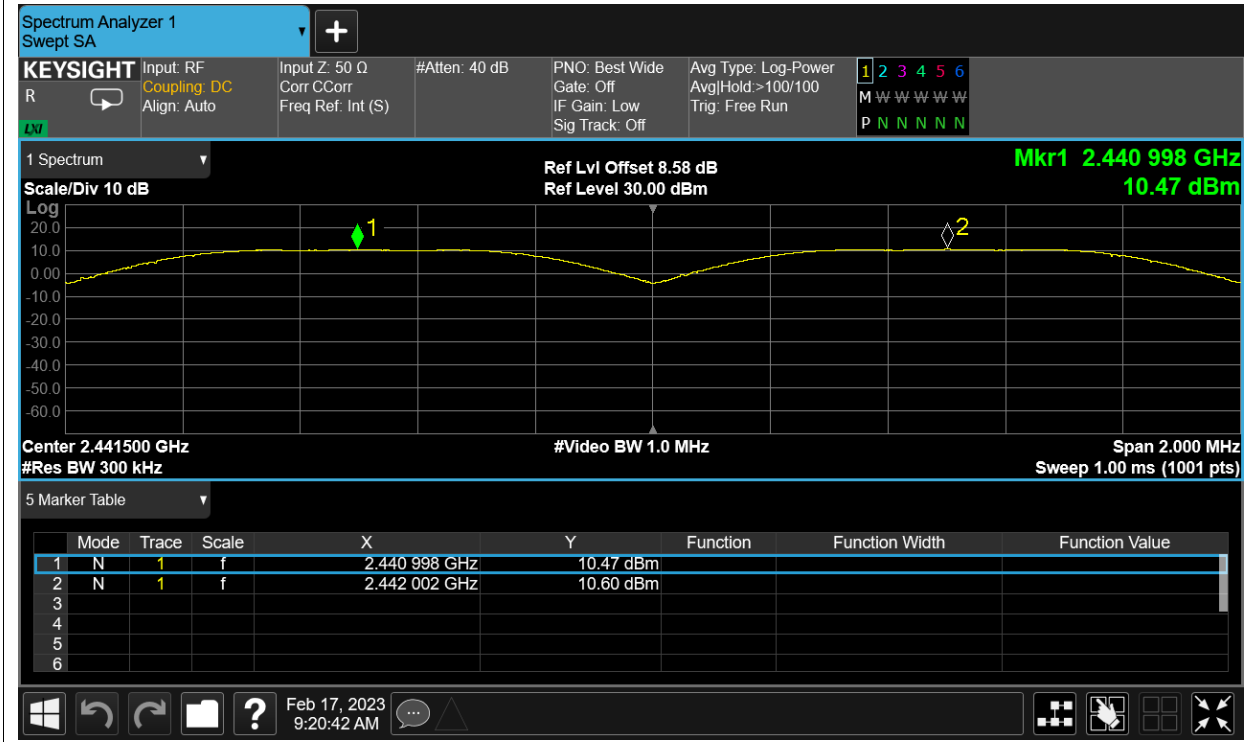 Spectrum Analyzer 1
Swept SA
+
KEYSIGHT
R
LXI
Input: RF
Coupling: DC
Align: Auto
Input Z: 50 Ω
Corr CCorr
Freq Ref: Int (S)
#Atten: 40 dB
PNO: Best Wide
Gate: Off
IF Gain: Low
Sig Track: Off
Avg Type: Log-Power
Avg|Hold:>100/100
Trig: Free Run
1 2 3 4 5 6
M W W W W W
P N N N N N
1 Spectrum
Scale/Div 10 dB
Ref Lvl Offset 8.58 dB
Ref Level 30.00 dBm
Mkr1 2.440 998 GHz
10.47 dBm
Log
20.0
10.0
0.00
-10.0
-20.0
-30.0
-40.0
-50.0
-60.0
1
2
Center 2.441500 GHz
#Res BW 300 kHz
#Video BW 1.0 MHz
Span 2.000 MHz
Sweep 1.00 ms (1001 pts)
5 Marker Table
Mode Trace Scale X Y Function Function Width Function Value
1 N 1 f 2.440 998 GHz 10.47 dBm
2 N 1 f 2.442 002 GHz 10.60 dBm
3
4
5
6
?
Feb 17, 2023
9:20:42 AM